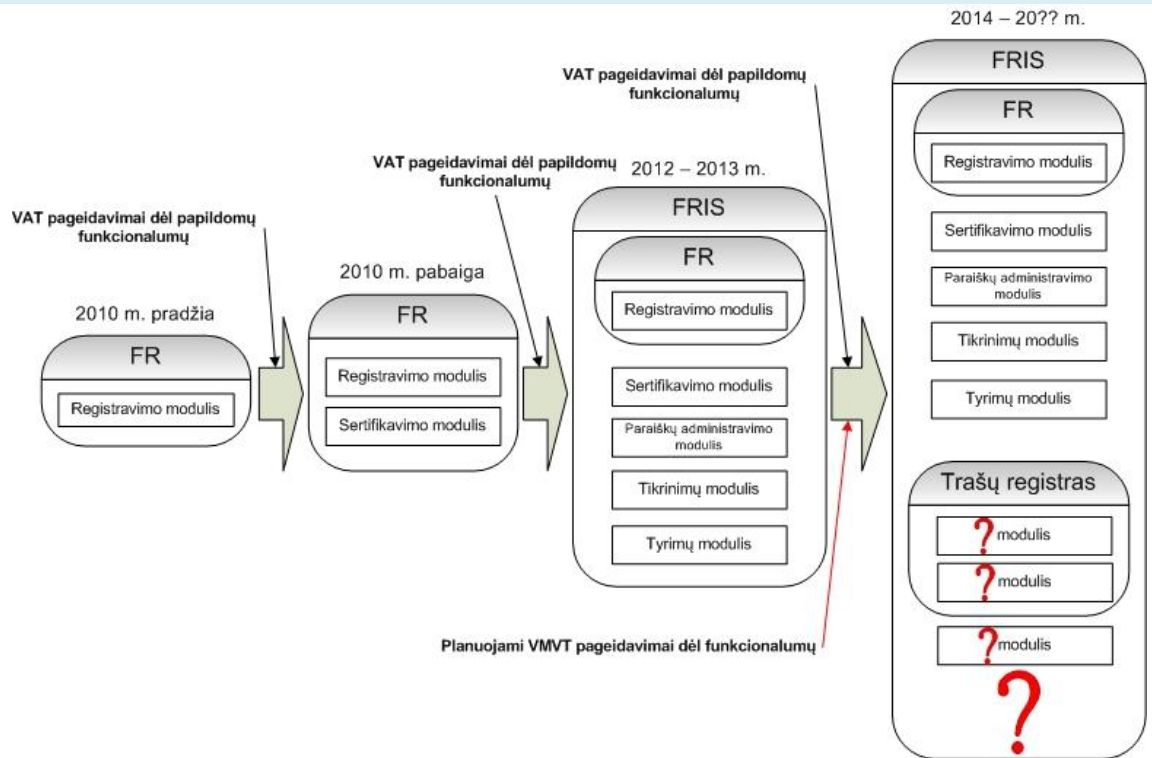 2010 m. pradžia
FR
Registravimo modulis
VAT pageidavimai dėl papildomų
funkcionalumų
2010 m. pabaiga
FR
Registravimo modulis
Sertifikavimo modulis
VAT pageidavimai dėl papildomų
funkcionalumų
2012 – 2013 m.
FRIS
FR
Registravimo modulis
Sertifikavimo modulis
Paraiškų administravimo
modulis
Tikrinimų modulis
Tyrimų modulis
VAT pageidavimai dėl papildomų
funkcionalumų
Planuojami VMVT pageidavimai dėl funkcionalumų
2014 – 20?? m.
FRIS
FR
Registravimo modulis
Sertifikavimo modulis
Paraiškų administravimo
modulis
Tikrinimų modulis
Tyrimų modulis
Trašų registras
? modulis
? modulis
? modulis
?